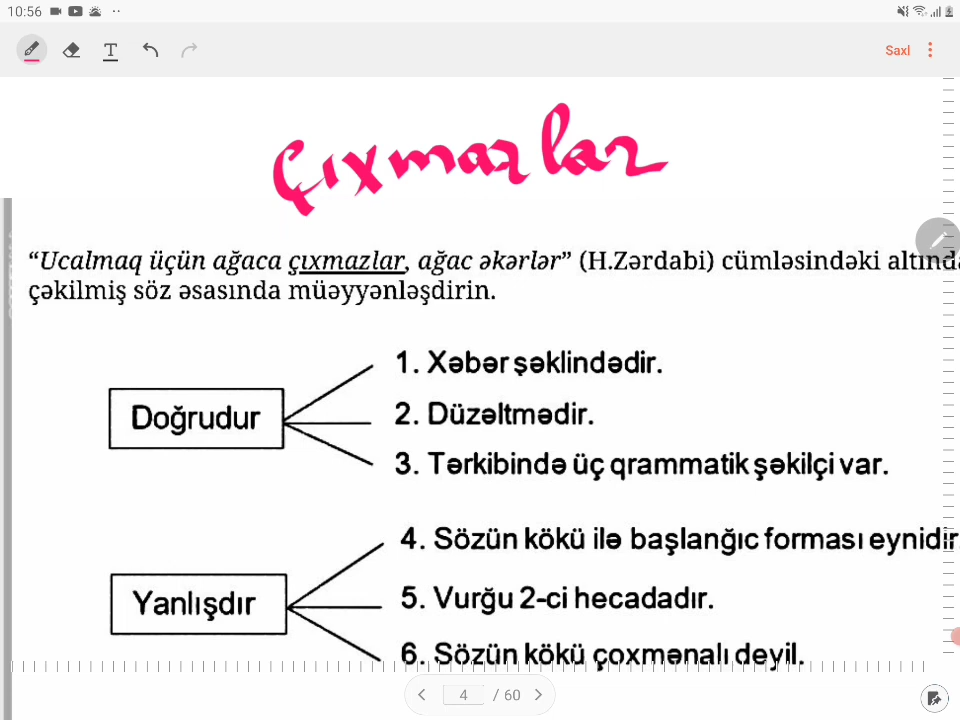 10:56
T
Saxl
çıxmazlar
“Ucalmaq üçün ağaca çıxmazlar, ağac əkərlər” (H.Zərdabi) cümləsindəki altında
çəkilmiş söz əsasında müəyyənləşdirin.
1. Xəbər şəklindədir.
Doğrudur
2. Düzəltmədir.
3. Tərkibində üç qrammatik şəkilçi var.
4. Sözün kökü ilə başlanğıc forması eynidir
Yanlışdır
5. Vurğu 2-ci hecadadır.
6. Sözün kökü çoxmənalı deyil.
4 / 60